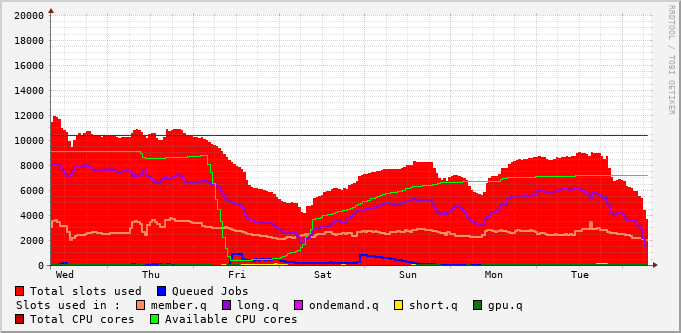 20000
18000
16000
14000
12000
10000
8000
6000
4000
2000
0
Wed Thu Fri Sat Sun Mon Tue
RRDTOOL / TOBI OETIKER
Total slots used Queued Jobs
Slots used in : member.q long.q ondemand.q short.q gpu.q
Total CPU cores Available CPU cores